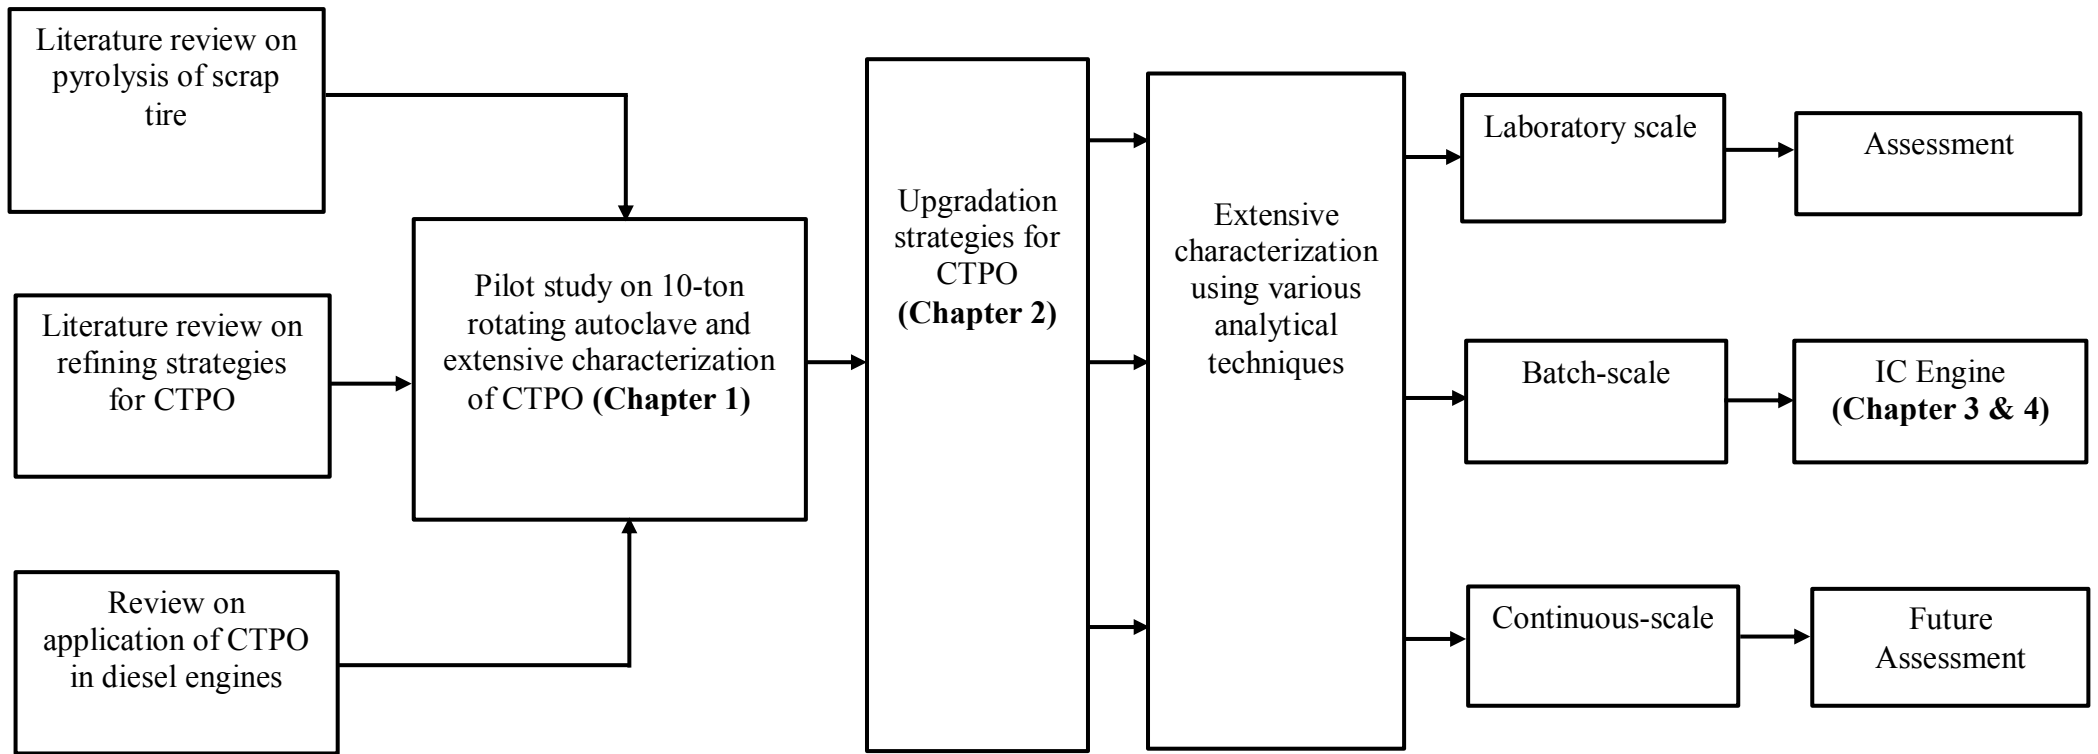 Literature review on
pyrolysis of scrap
tire
Literature review on
refining strategies
for CTPO
Review on
application of CTPO
in diesel engines
Pilot study on 10-ton
rotating autoclave and
extensive characterization
of CTPO (Chapter 1)
Upgradation
strategies for
CTPO
(Chapter 2)
Extensive
characterization
using various
analytical
techniques
Laboratory scale
Assessment
Batch-scale
IC Engine
(Chapter 3 & 4)
Continuous-scale
Future
Assessment